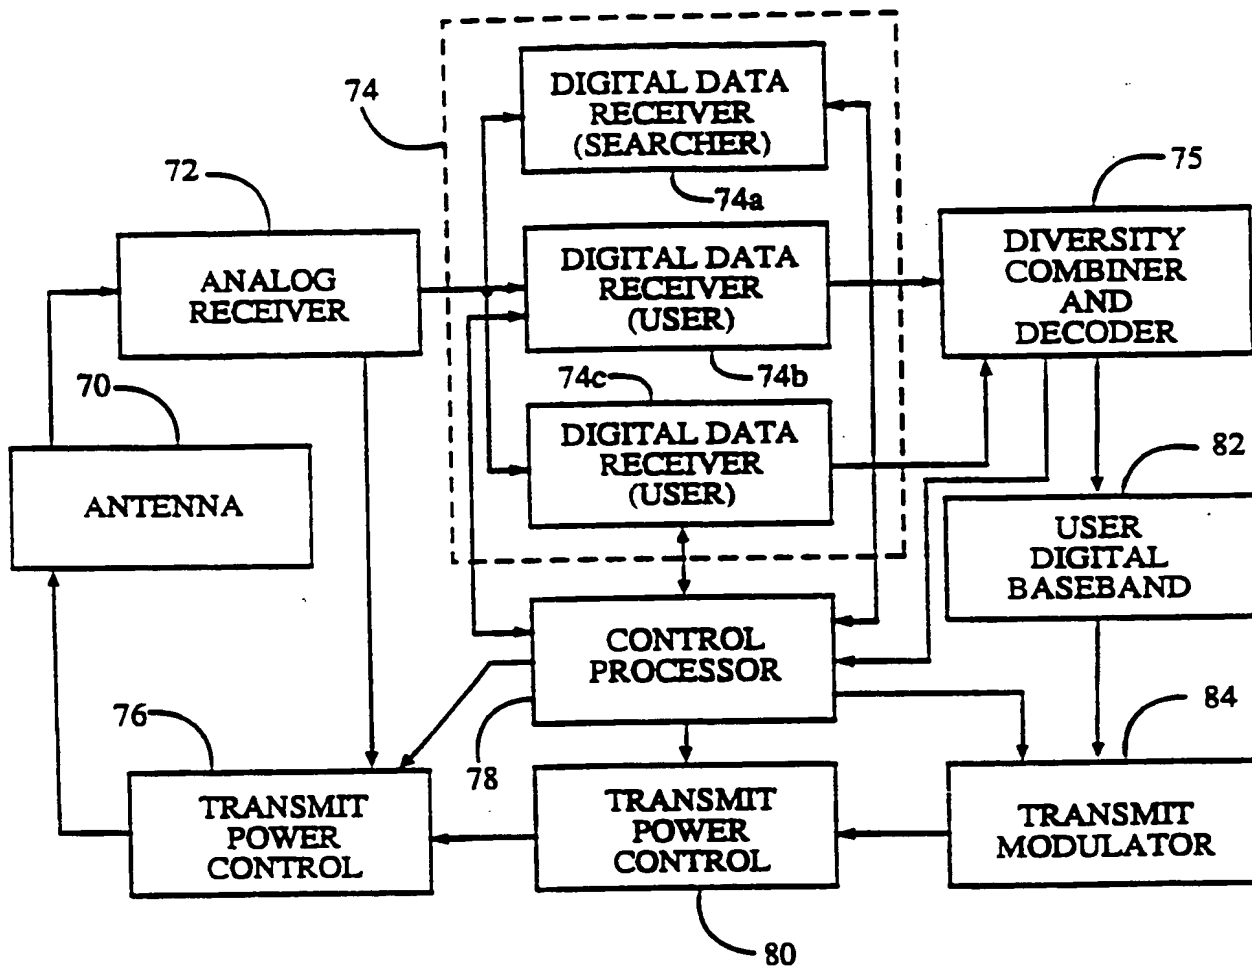 74
DIGITAL DATA
RECEIVER
(SEARCHER)
74a
72
ANALOG
RECEIVER
DIGITAL DATA
RECEIVER
(USER)
74b
75
DIVERSITY
COMBINER
AND
DECODER
70
ANTENNA
74c
DIGITAL DATA
RECEIVER
(USER)
82
USER
DIGITAL
BASEBAND
CONTROL
PROCESSOR
78
76
TRANSMIT
POWER
CONTROL
TRANSMIT
POWER
CONTROL
80
84
TRANSMIT
MODULATOR